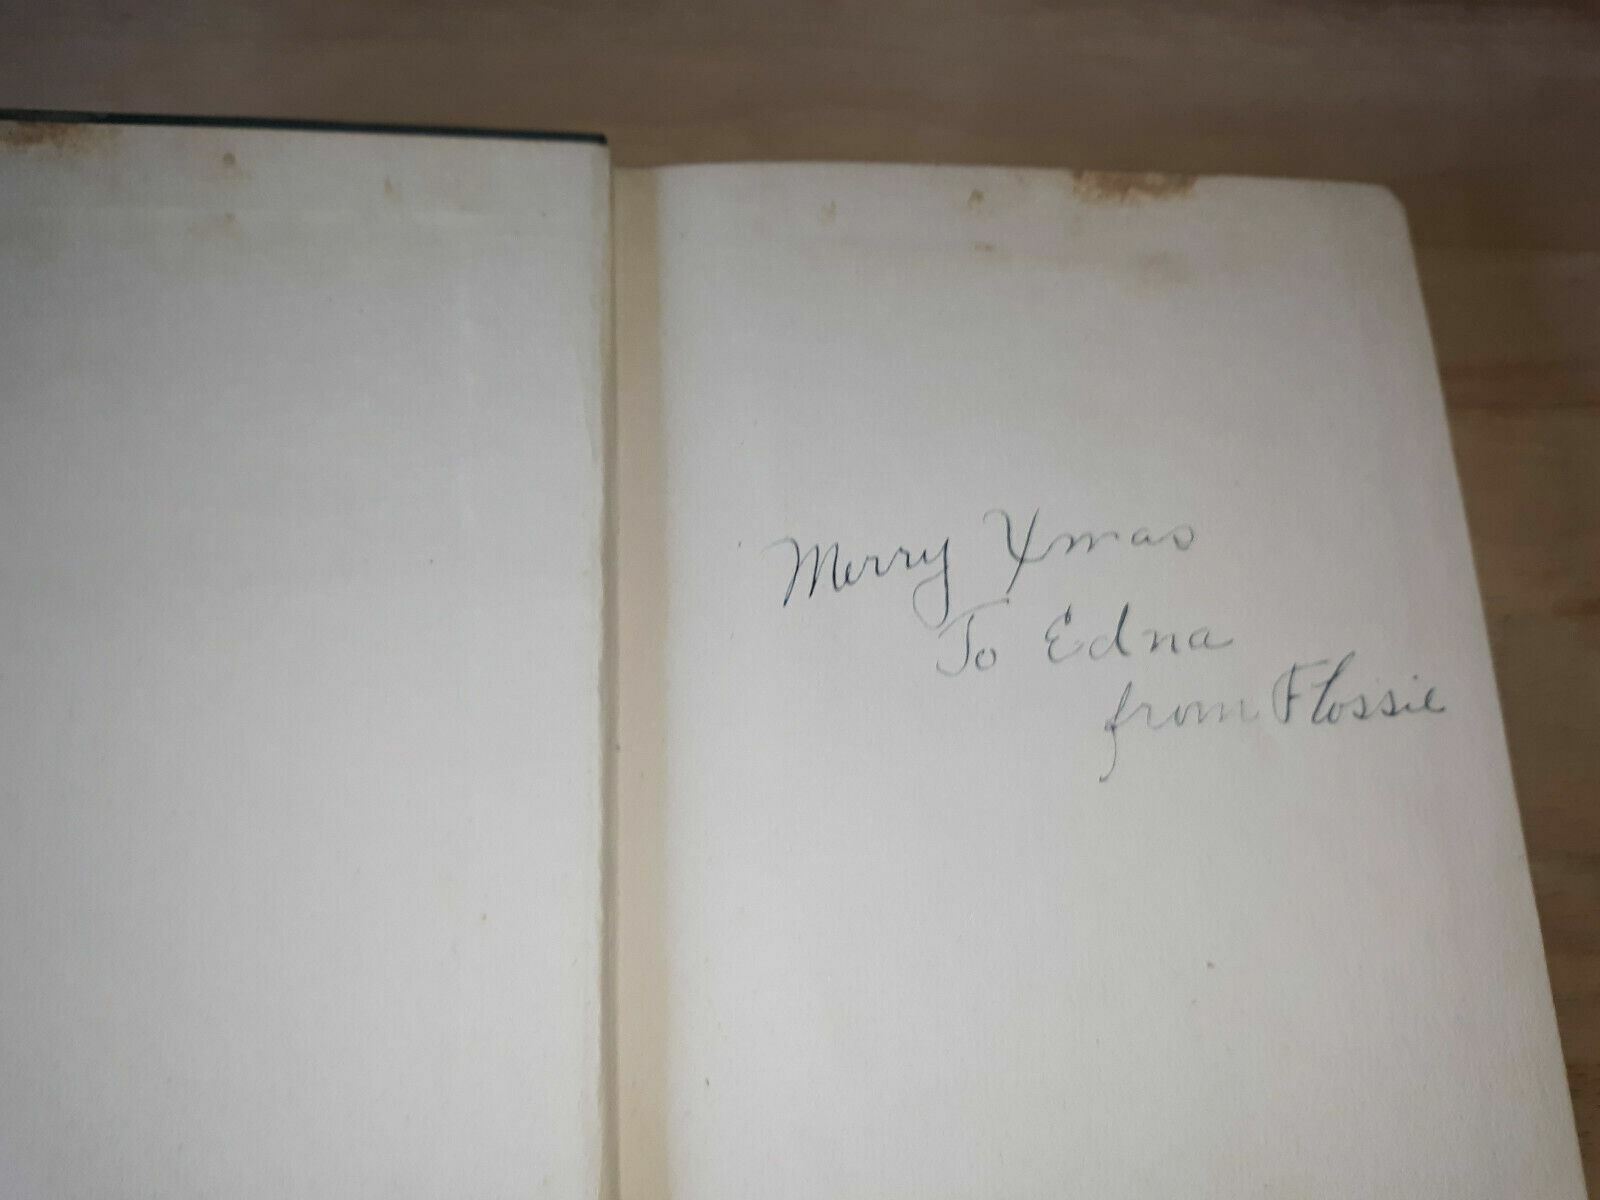 Merry Xmas
To Edna
from Flossie